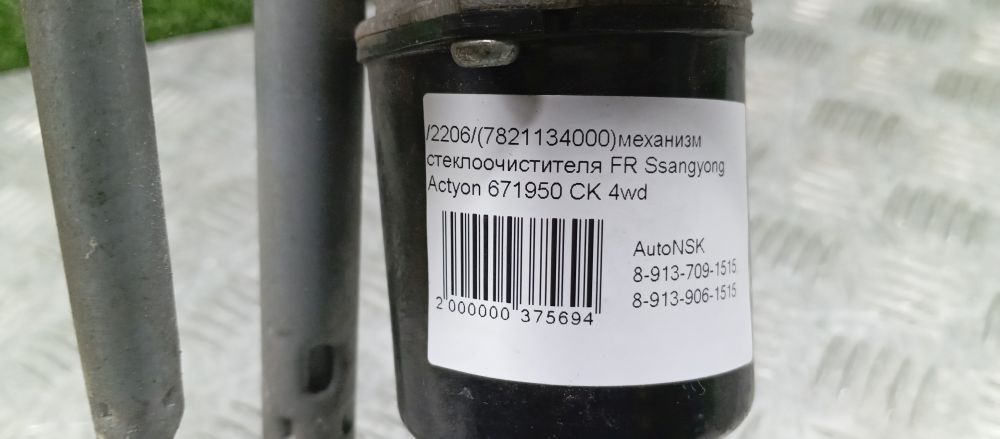 /2206/(7821134000)механизм
стеклоочистителя FR Ssangyong
Actyon 671950 CK 4wd
AutoNSK
8-913-709-1515,
8-913-906-1515
2 000000 375694